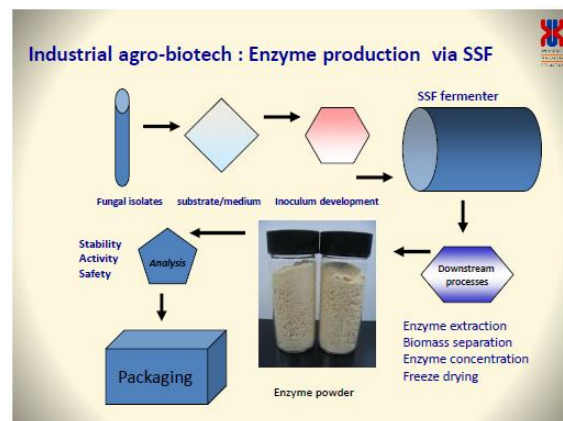 Industrial agro-biotech : Enzyme production via SSF
SSF fermenter
Fungal isolates
substrate/medium
Inoculum development
Stability
Activity
Safety
Analysis
Downstream
processes
Enzyme extraction
Biomass separation
Enzyme concentration
Freeze drying
Packaging
Enzyme powder